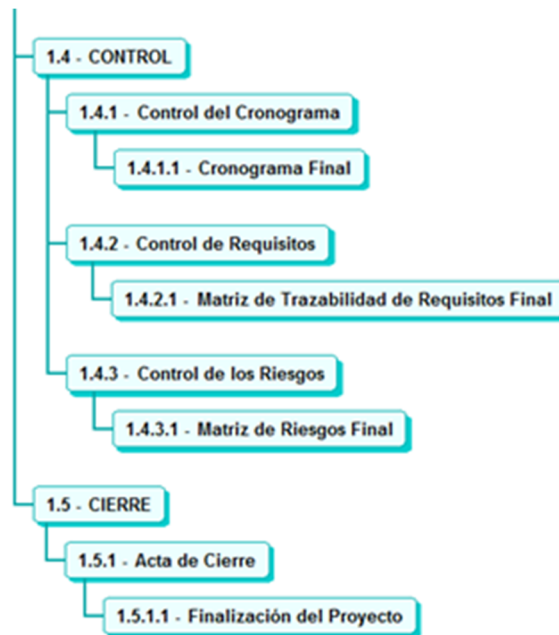 1.4 - CONTROL
1.4.1 - Control del Cronograma
1.4.1.1 - Cronograma Final
1.4.2 - Control de Requisitos
1.4.2.1 - Matriz de Trazabilidad de Requisitos Final
1.4.3 - Control de los Riesgos
1.4.3.1 - Matriz de Riesgos Final
1.5 - CIERRE
1.5.1 - Acta de Cierre
1.5.1.1 - Finalización del Proyecto